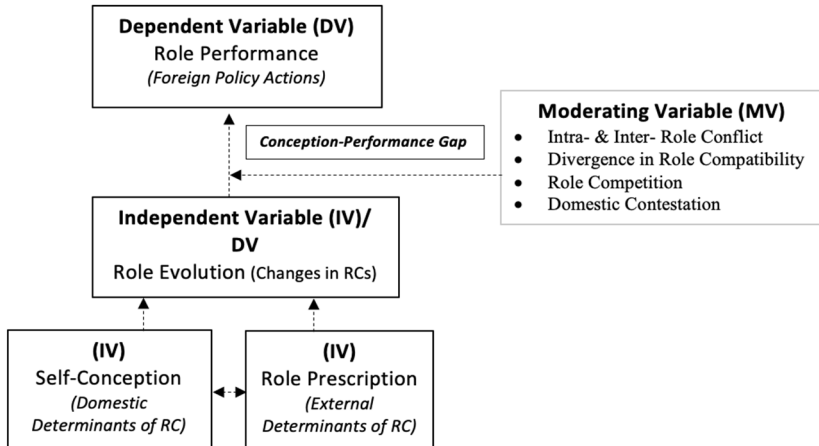 Dependent Variable (DV)
Role Performance
(Foreign Policy Actions)
Conception-Performance Gap
Moderating Variable (MV)
• Intra- & Inter- Role Conflict
• Divergence in Role Compatibility
• Role Competition
• Domestic Contestation
Independent Variable (IV)/
DV
Role Evolution (Changes in RCs)
(IV)
Self-Conception
(Domestic
Determinants of RC)
(IV)
Role Prescription
(External
Determinants of RC)